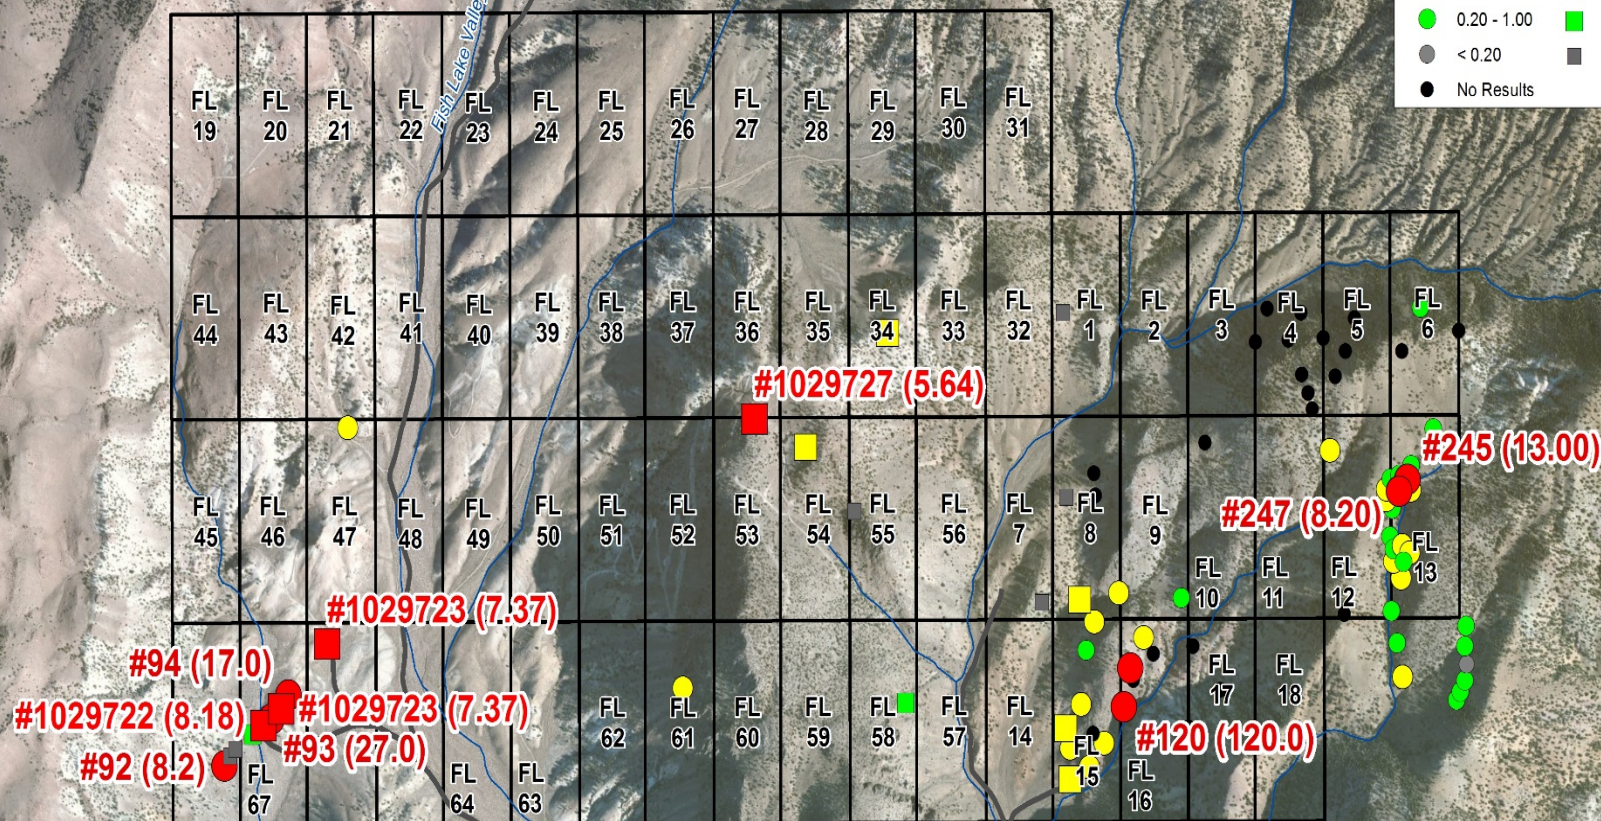 0.20 - 1.00
< 0.20
No Results
Fish Lake Valley
FL 19
FL 20
FL 21
FL 22
FL 23
FL 24
FL 25
FL 26
FL 27
FL 28
FL 29
FL 30
FL 31
FL 44
FL 43
FL 42
FL 41
FL 40
FL 39
FL 38
FL 37
FL 36
FL 35
FL 34
FL 33
FL 32
FL 1
FL 2
FL 3
FL 4
FL 5
FL 6
#1029727 (5.64)
#245 (13.00)
#247 (8.20)
FL 45
FL 46
FL 47
FL 48
FL 49
FL 50
FL 51
FL 52
FL 53
FL 54
FL 55
FL 56
FL 7
FL 8
FL 9
FL 10
FL 11
FL 12
FL 13
#1029723 (7.37)
#94 (17.0)
#1029722 (8.18)
#1029723 (7.37)
#93 (27.0)
#92 (8.2)
FL 67
FL 64
FL 63
FL 62
FL 61
FL 60
FL 59
FL 58
FL 57
FL 14
FL 15
FL 16
FL 17
FL 18
#120 (120.0)